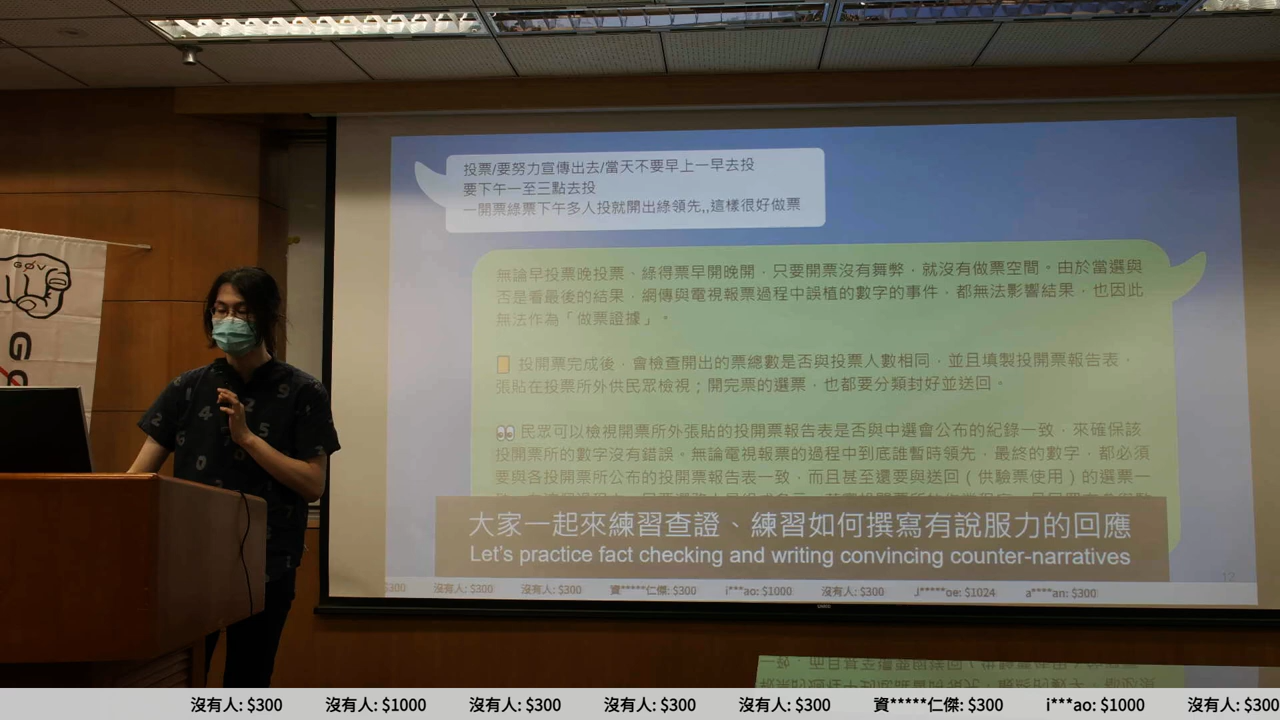 投票/要努力宣傳出去/當天不要早上一早去投
要下午一至三點去投
一開票綠票下午多人投就開出綠領先,,這樣很好做票
無論早投票晚投票、綠得票早開晚開，只要開票沒有舞弊，就沒有做票空間。由於當選與
否是看最後的結果，網傳與電視報票過程中誤植的數字的事件，都無法影響結果，也因此
無法作為「做票證據」。
投開票完成後，會檢查開出的票總數是否與投票人數相同，並且填製投開票報告表，
張貼在投票所外供民眾檢視；開完票的選票，也都要分類封好並送回。
👀 民眾可以檢視開票所外張貼的投開票報告表是否與中選會公布的紀錄一致，來確保該
投開票所的數字沒有錯誤。無論電視報票的過程中到底誰暫時領先，最終的數字，都必須
要與各投開票所公布的投開票報告表一致，而且甚至還要與送回（供驗票使用）的選票一
大家一起來練習查證、練習如何撰寫有說服力的回應
Let's practice fact checking and writing convincing counter-narratives
12
$300 沒有人: $300 沒有人: $300 資*****仁傑: $300 i***ao: $1000 沒有人: $300 J*****oe: $1024 a****an: $300
G0V
G
沒有人: $300 沒有人: $1000 沒有人: $300 沒有人: $300 沒有人: $300 資*****仁傑: $300 i***ao: $1000 沒有人: $300